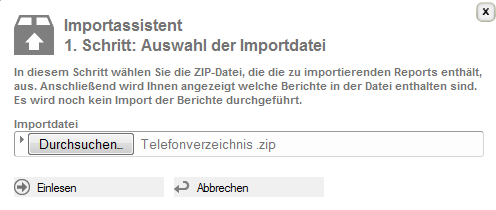 Importassistent
1. Schritt: Auswahl der Importdatei
In diesem Schritt wählen Sie die ZIP-Datei, die die zu importierenden Reports enthält,
aus. Anschließend wird Ihnen angezeigt welche Berichte in der Datei enthalten sind.
Es wird noch kein Import der Berichte durchgeführt.
Importdatei
Durchsuchen... Telefonverzeichnis .zip
Einlesen Abbrechen